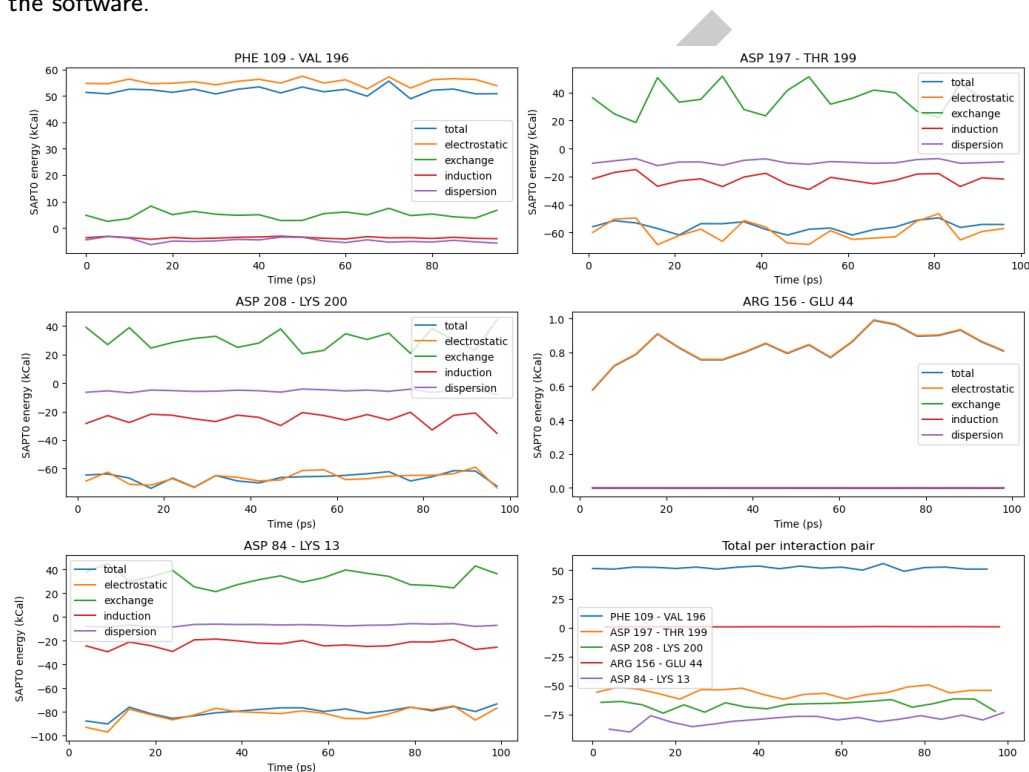 the software.
PHE 109 - VAL 196
SAPT0 energy (kCal)
60
50
40
30
20
10
0
total
electrostatic
exchange
induction
dispersion
0 20 40 60 80
Time (ps)
ASP 197 - THR 199
SAPT0 energy (kCal)
40
20
0
−20
−40
−60
total
electrostatic
exchange
induction
dispersion
0 20 40 60 80 100
Time (ps)
ASP 208 - LYS 200
SAPT0 energy (kCal)
40
20
0
−20
−40
−60
total
electrostatic
exchange
induction
dispersion
0 20 40 60 80 100
Time (ps)
ARG 156 - GLU 44
SAPT0 energy (kCal)
1.0
0.8
0.6
0.4
0.2
0.0
total
electrostatic
exchange
induction
dispersion
0 20 40 60 80 100
Time (ps)
ASP 84 - LYS 13
SAPT0 energy (kCal)
40
20
0
−20
−40
−60
−80
−100
total
electrostatic
exchange
induction
dispersion
0 20 40 60 80 100
Time (ps)
Total per interaction pair
50
25
0
−25
−50
−75
PHE 109 - VAL 196
ASP 197 - THR 199
ASP 208 - LYS 200
ARG 156 - GLU 44
ASP 84 - LYS 13
0 20 40 60 80 100
Time (ps)